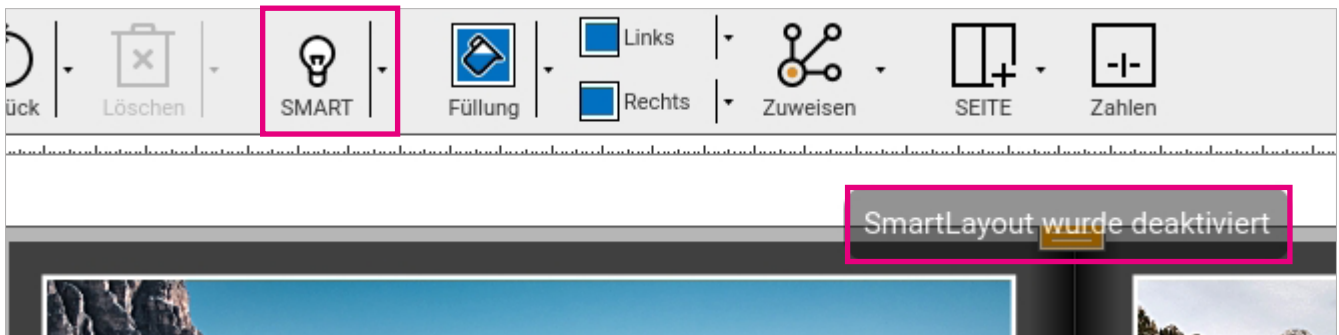 Links
ück Löschen SMART Füllung Rechts Zuweisen SEITE Zahlen
SmartLayout wurde deaktiviert